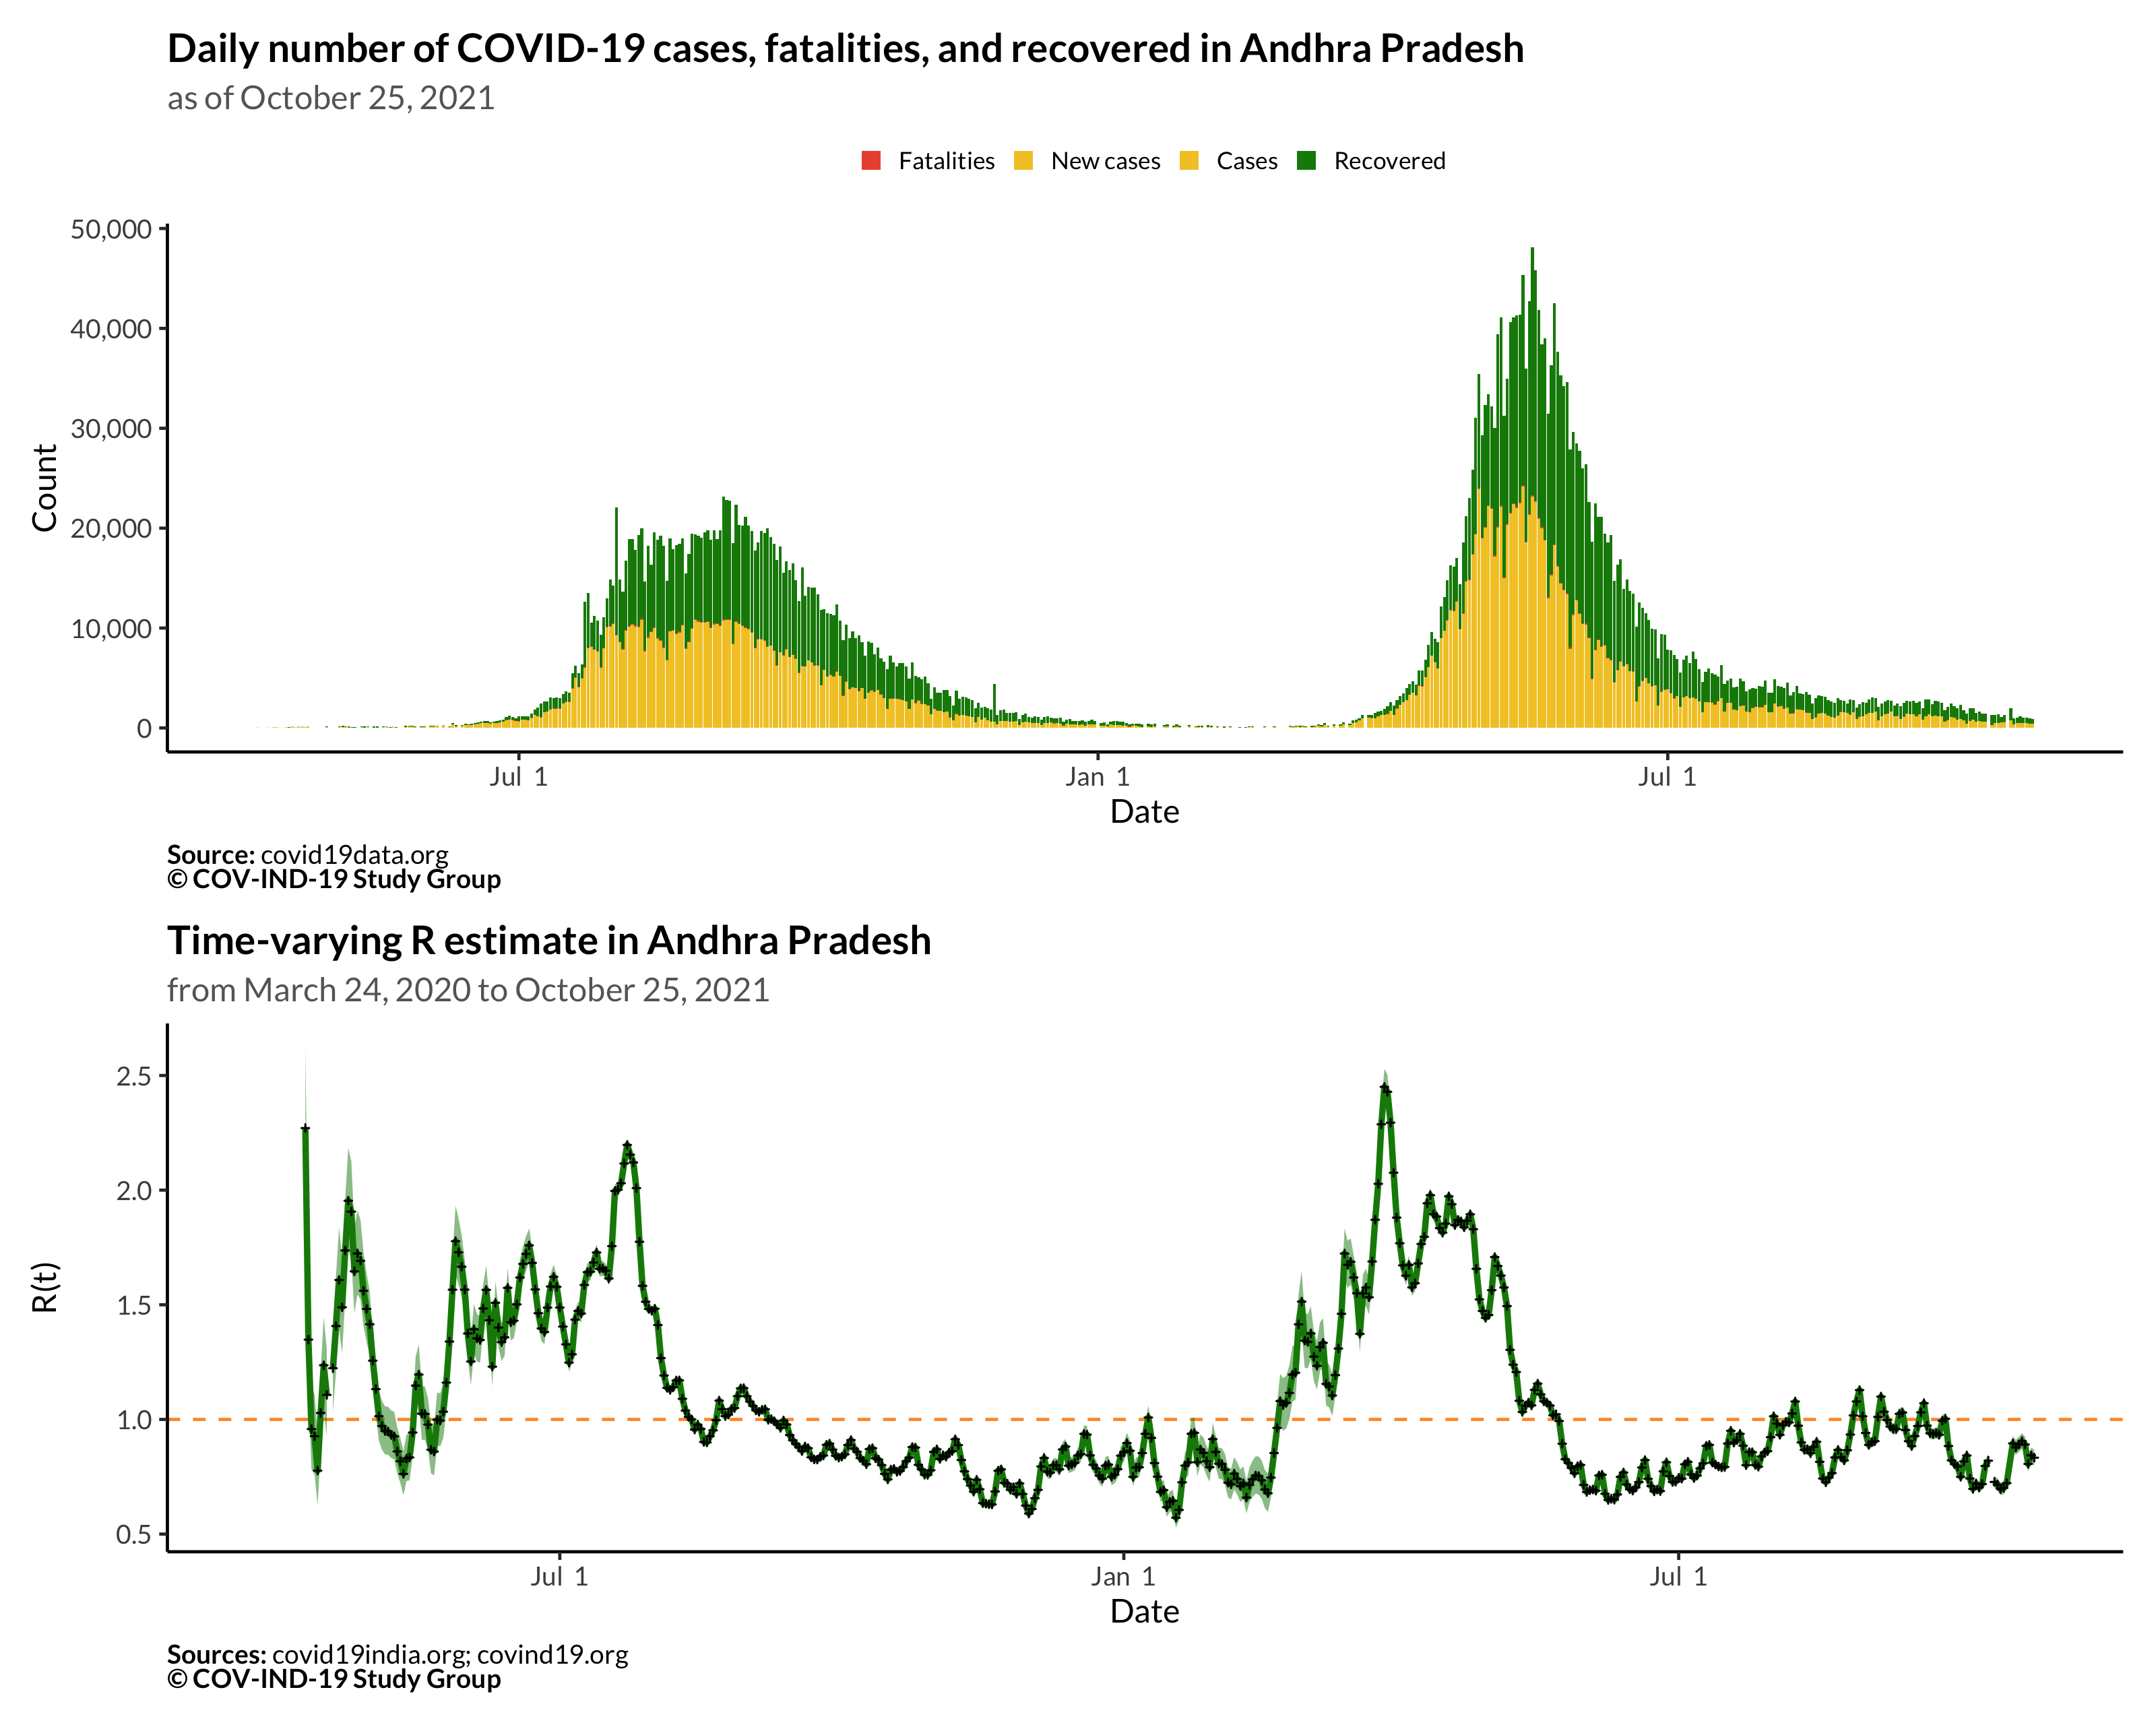 Daily number of COVID-19 cases, fatalities, and recovered in Andhra Pradesh
as of October 25, 2021
Fatalities New cases Cases Recovered
50,000
40,000
30,000
20,000
10,000
0
Count
Jul 1 Jan 1 Jul 1
Date
Source: covid19data.org
© COV-IND-19 Study Group
Time-varying R estimate in Andhra Pradesh
from March 24, 2020 to October 25, 2021
2.5
2.0
1.5
1.0
0.5
R(t)
Jul 1 Jan 1 Jul 1
Date
Sources: covid19india.org; covind19.org
© COV-IND-19 Study Group